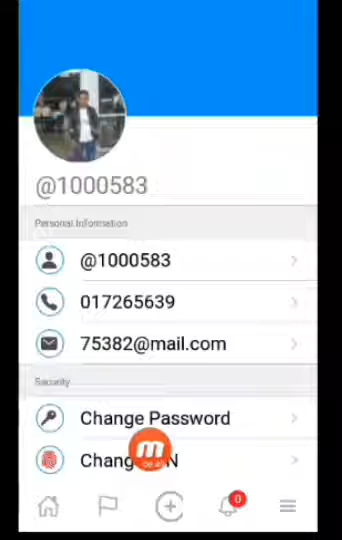 @1000583
Personal Information
@1000583
017265639
75382@mail.com
Security
Change Password
0